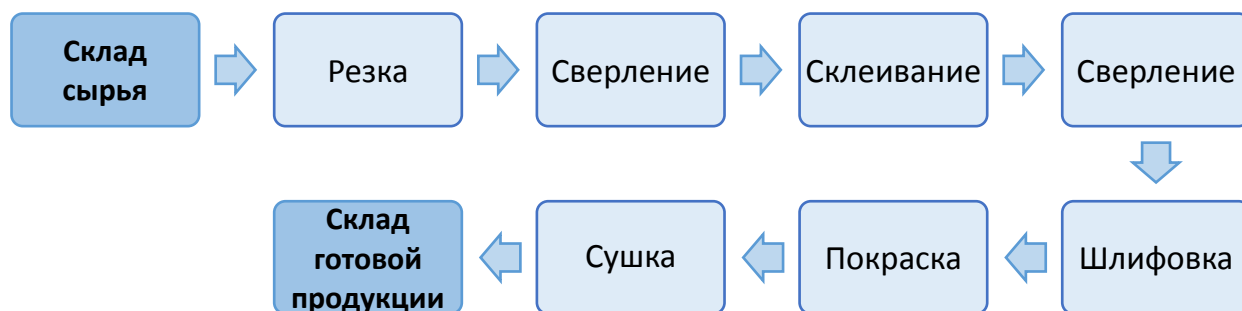 Склад
сырья
Резка
Сверление
Склеивание
Сверление
Шлифовка
Покраска
Сушка
Склад
готовой
продукции